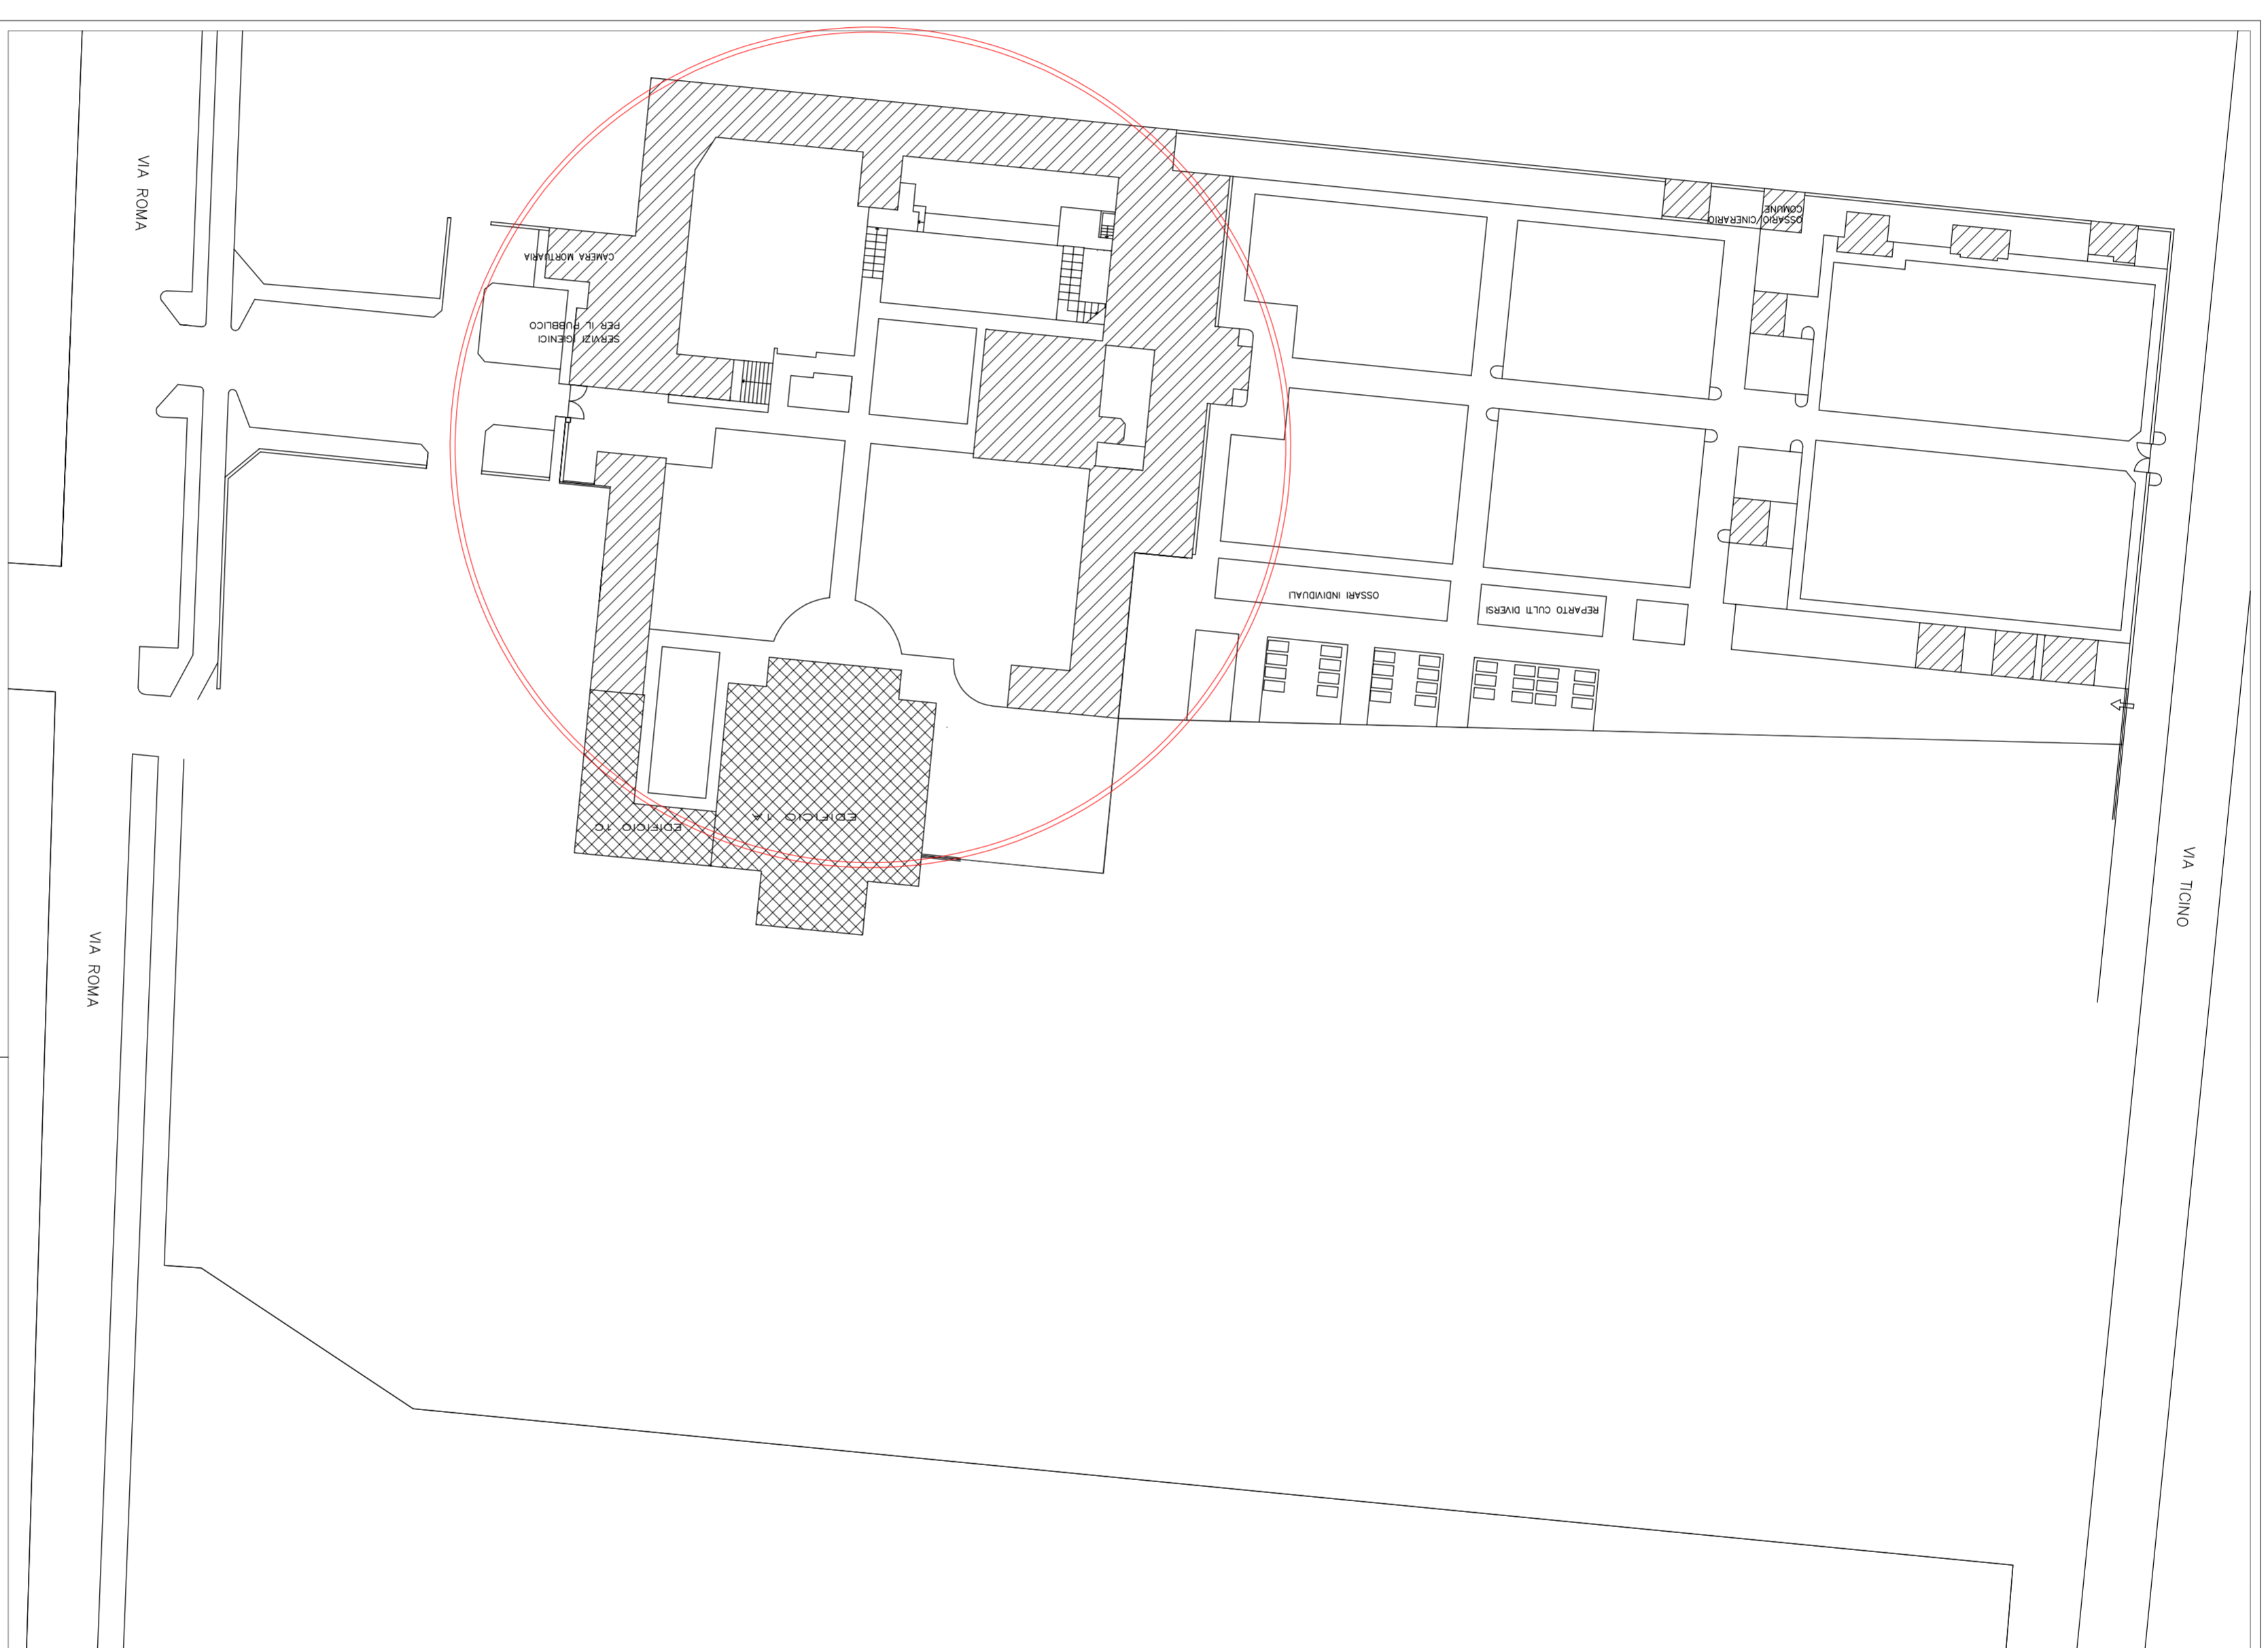 VIA ROMA
CAMERA MORTUARIA
SERVIZI IGIENICI
PER IL PUBBLICO
OSSARIO/CINERARIO
COMUNE
OSSARI INDIVIDUALI
REPARTO CULTI DIVERSI
EDIFICIO 1C
EDIFICIO 1A
VIA ROMA
VIA TICINO